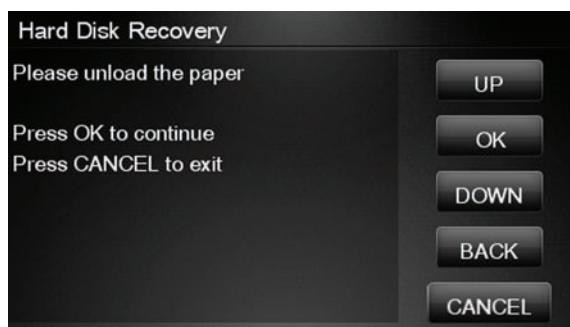 Hard Disk Recovery
Please unload the paper
Press OK to continue
Press CANCEL to exit
UP
OK
DOWN
BACK
CANCEL